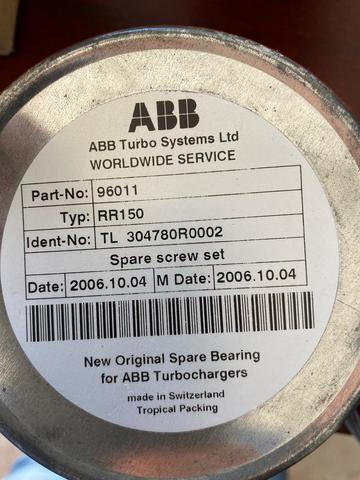 ABB
ABB Turbo Systems Ltd
WORLDWIDE SERVICE
Part-No: 96011
Typ: RR150
Ident-No: TL 304780R0002
Spare screw set
Date: 2006.10.04 M Date: 2006.10.04
New Original Spare Bearing
for ABB Turbochargers
made in Switzerland
Tropical Packing